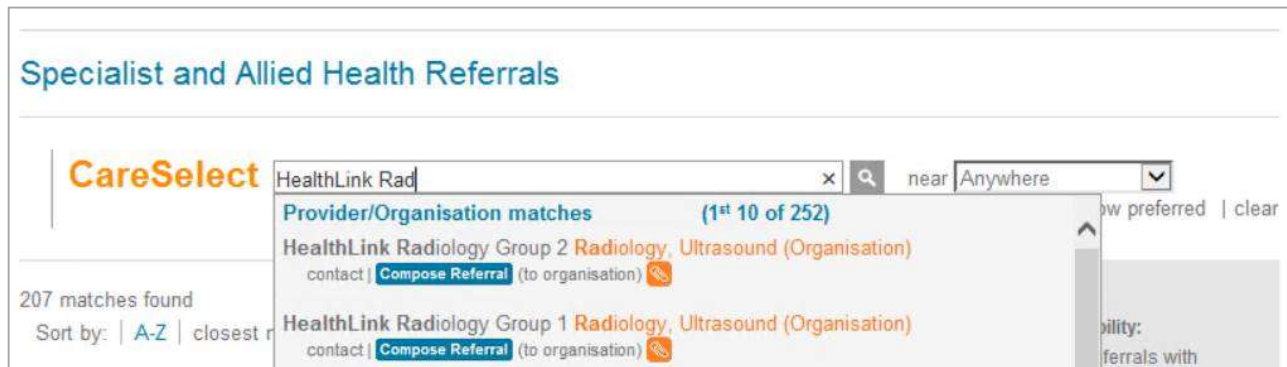 Specialist and Allied Health Referrals
CareSelect HealthLink Rad × near Anywhere
Provider/Organisation matches (1st 10 of 252)
preferred | clear
HealthLink Radiology Group 2 Radiology, Ultrasound (Organisation)
contact | Compose Referral (to organisation)
207 matches found
HealthLink Radiology Group 1 Radiology, Ultrasound (Organisation)
Sort by: | A-Z | closest
contact | Compose Referral (to organisation)
with